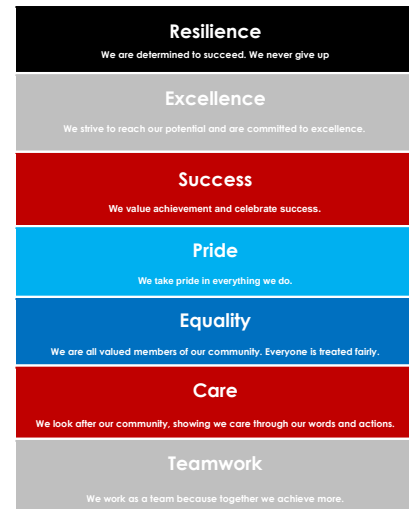 Resilience
We are determined to succeed. We never give up
Excellence
We strive to reach our potential and are committed to excellence.
Success
We value achievement and celebrate success.
Pride
We take pride in everything we do.
Equality
We are all valued members of our community. Everyone is treated fairly.
Care
We look after our community, showing we care through our words and actions.
Teamwork
We work as a team because together we achieve more.